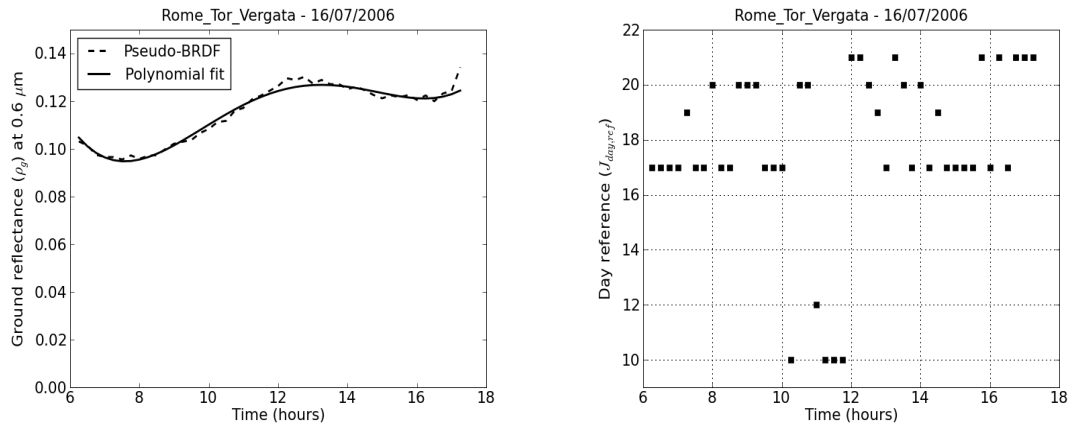 Rome_Tor_Vergata - 16/07/2006
Ground reflectance (ρg) at 0.6 μm
0.14
0.12
0.10
0.08
0.06
0.04
0.02
0.00
Pseudo-BRDF
Polynomial fit
6 8 10 12 14 16 18
Time (hours)
Rome_Tor_Vergata - 16/07/2006
Day reference (Jday,ref)
22
20
18
16
14
12
10
6 8 10 12 14 16 18
Time (hours)